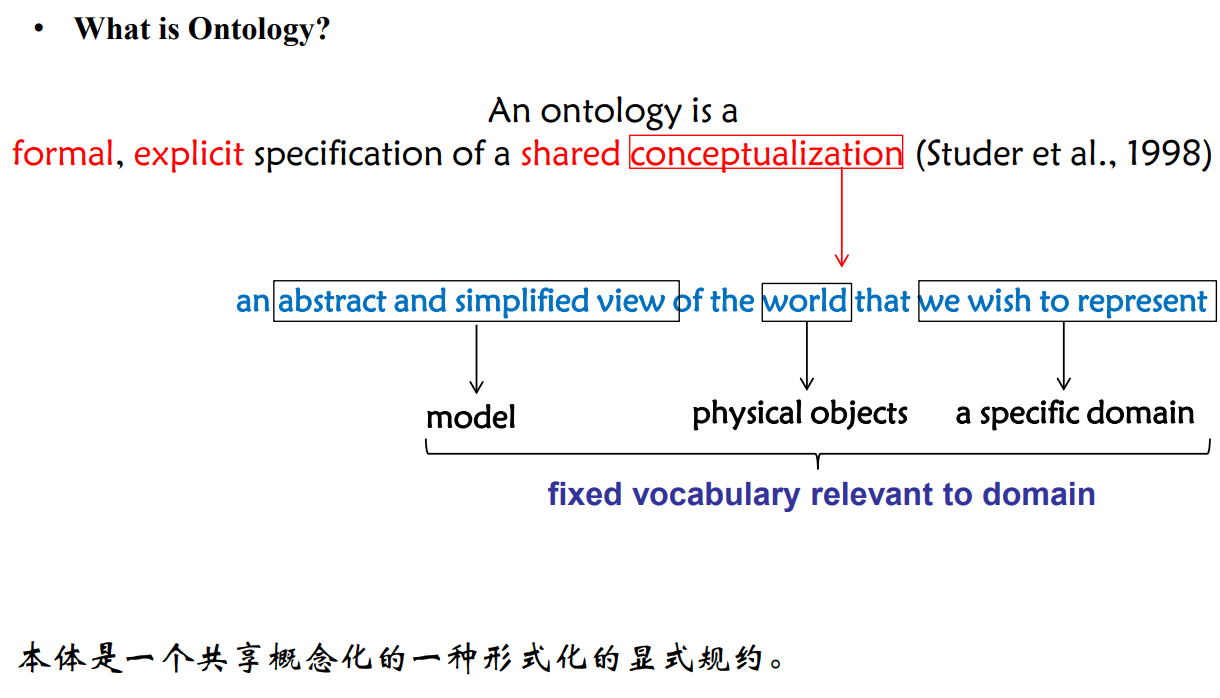 • What is Ontology?
An ontology is a
formal, explicit specification of a shared conceptualization (Studer et al., 1998)
an abstract and simplified view of the world that we wish to represent
model physical objects a specific domain
fixed vocabulary relevant to domain
本体是一个共享概念化的一种形式化的显式规约。